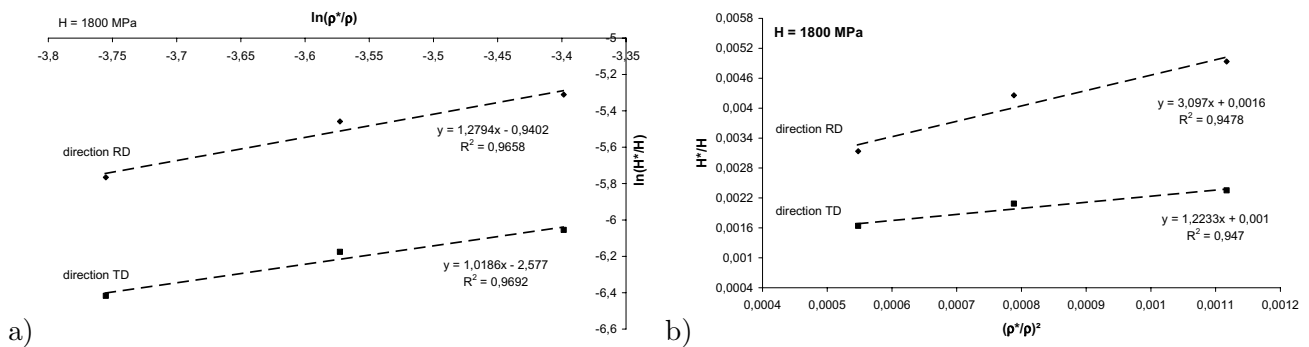 H = 1800 MPa
ln(ρ*/ρ)
-3,8 -3,75 -3,7 -3,65 -3,6 -3,55 -3,5 -3,45 -3,4 -3,35
-5
-5,2
-5,4
-5,6
-5,8
-6
-6,2
-6,4
-6,6
ln(H*/H)
y = 1,2794x - 0,9402
R² = 0,9658
direction RD
direction TD
y = 1,0186x - 2,577
R² = 0,9692
a)
H = 1800 MPa
0,0058
0,0052
0,0046
0,004
0,0034
0,0028
0,0022
0,0016
0,001
0,0004
H*/H
y = 3,097x + 0,0016
R² = 0,9478
direction RD
direction TD
y = 1,2233x + 0,001
R² = 0,947
0,0004 0,0005 0,0006 0,0007 0,0008 0,0009 0,001 0,0011 0,0012
(ρ*/ρ)²
b)